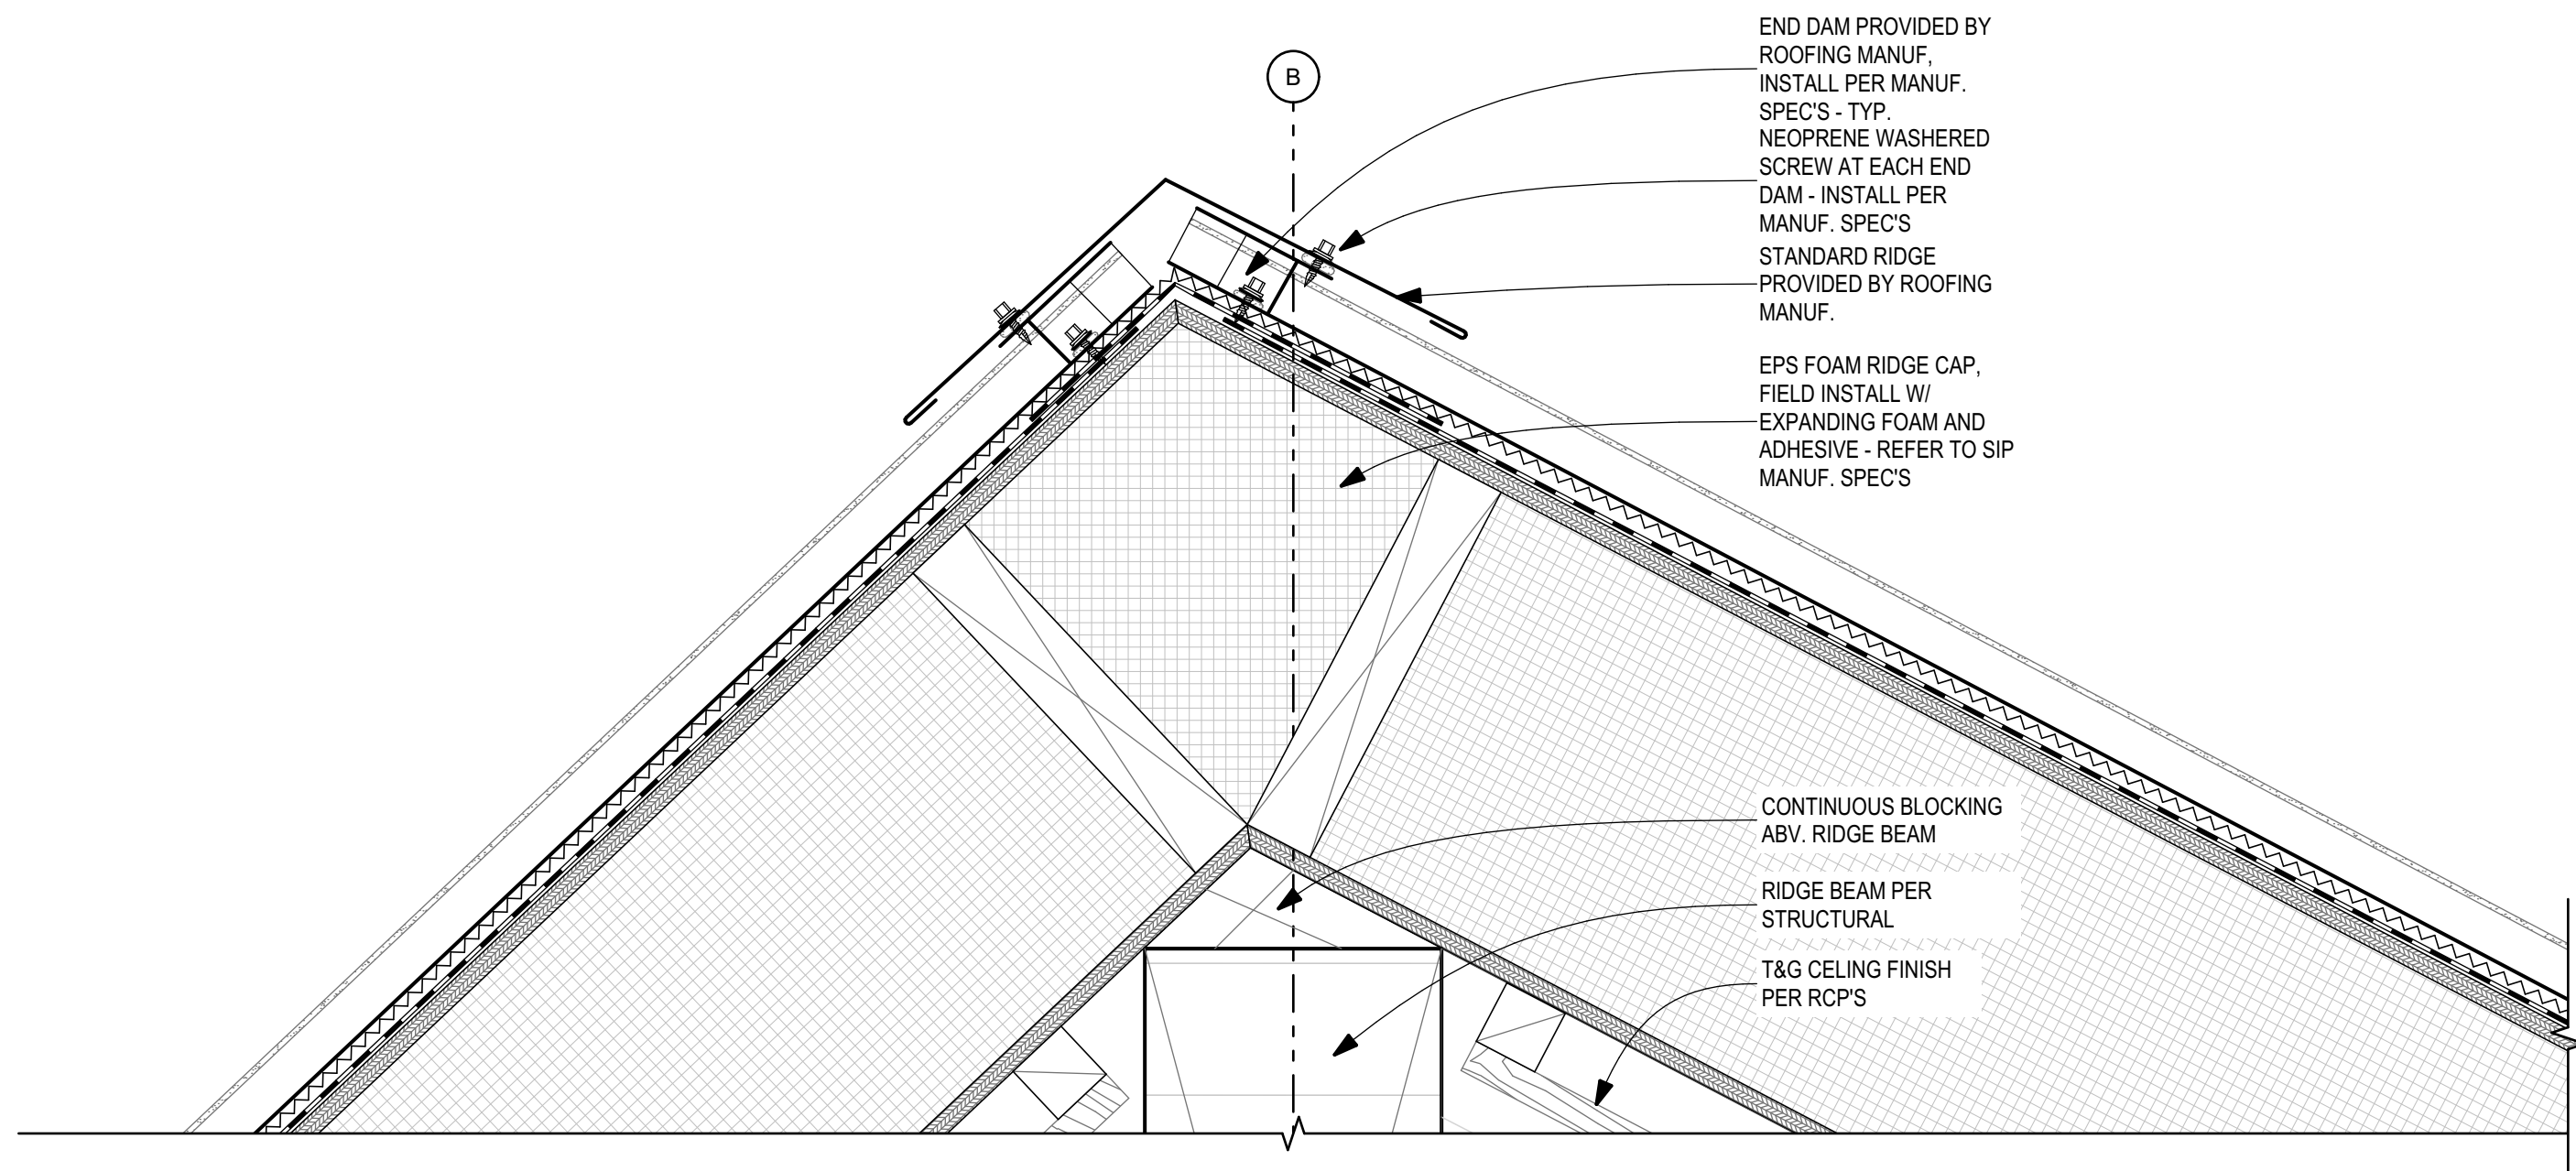 B
END DAM PROVIDED BY
ROOFING MANUF,
INSTALL PER MANUF.
SPEC'S - TYP.
NEOPRENE WASHERED
SCREW AT EACH END
DAM - INSTALL PER
MANUF. SPEC'S
STANDARD RIDGE
PROVIDED BY ROOFING
MANUF.
EPS FOAM RIDGE CAP,
FIELD INSTALL W/
EXPANDING FOAM AND
ADHESIVE - REFER TO SIP
MANUF. SPEC'S
CONTINUOUS BLOCKING
ABV. RIDGE BEAM
RIDGE BEAM PER
STRUCTURAL
T&G CELING FINISH
PER RCP'S